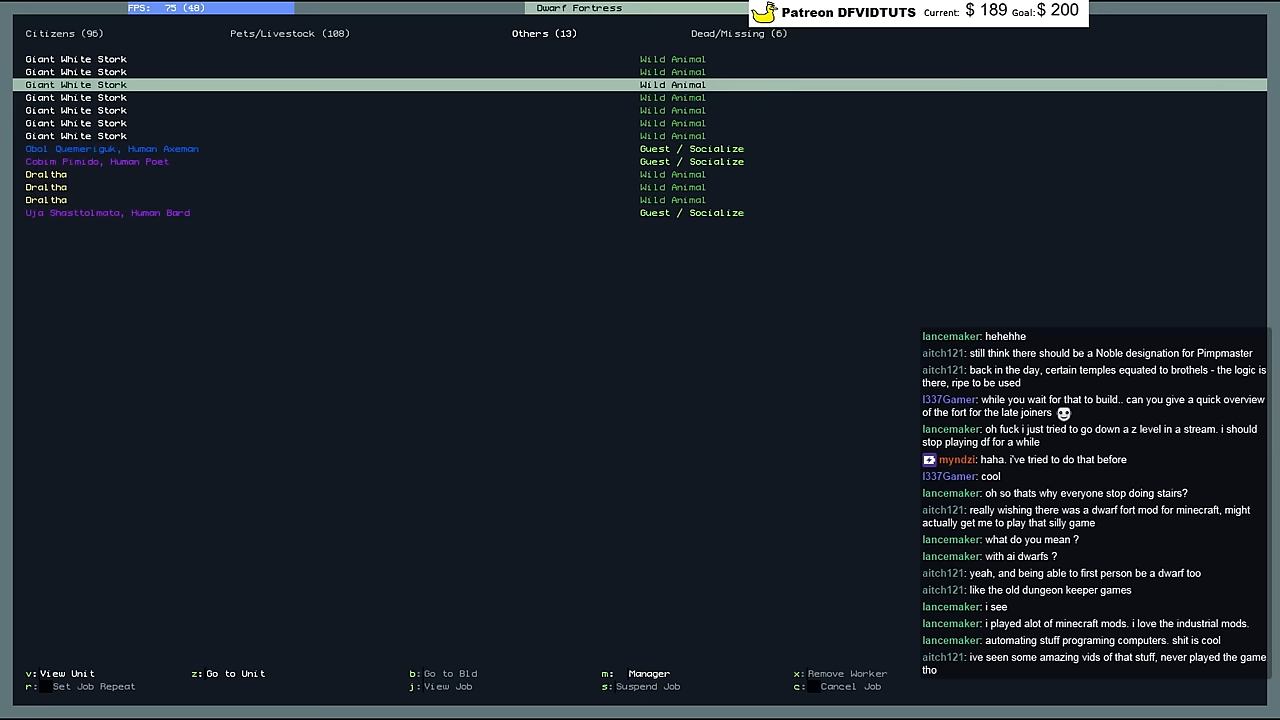 FPS: 75 (48)
Dwarf Fortress
Patreon DFVIDTUTS Current: $ 189 Goal: $ 200
Citizens (96) Pets/Livestock (108) Others (13) Dead/Missing (6)
Giant White Stork Wild Animal
Giant White Stork Wild Animal
Giant White Stork Wild Animal
Giant White Stork Wild Animal
Giant White Stork Wild Animal
Giant White Stork Wild Animal
Giant White Stork Wild Animal
Obol Quemeriguk, Human Axeman Guest / Socialize
Cobim Pimido, Human Poet Guest / Socialize
Draltha Wild Animal
Draltha Wild Animal
Draltha Wild Animal
Uja Shasttolmata, Human Bard Guest / Socialize
lancemaker: hehehhe
aitch121: still think there should be a Noble designation for Pimpmaster
aitch121: back in the day, certain temples equated to brothels - the logic is
there, ripe to be used
l337Gamer: while you wait for that to build.. can you give a quick overview
of the fort for the late joiners
lancemaker: oh fuck i just tried to go down a z level in a stream. i should
stop playing df for a while
myndzi: haha. i've tried to do that before
l337Gamer: cool
lancemaker: oh so thats why everyone stop doing stairs?
aitch121: really wishing there was a dwarf fort mod for minecraft, might
actually get me to play that silly game
lancemaker: what do you mean ?
lancemaker: with ai dwarfs ?
aitch121: yeah, and being able to first person be a dwarf too
aitch121: like the old dungeon keeper games
lancemaker: i see
lancemaker: i played alot of minecraft mods. i love the industrial mods.
lancemaker: automating stuff programing computers. shit is cool
aitch121: ive seen some amazing vids of that stuff, never played the game
tho
v: View Unit z: Go to Unit b: Go to Bld m: Manager x: Remove Worker
r: Set Job Repeat j: View Job s: Suspend Job c: Cancel Job